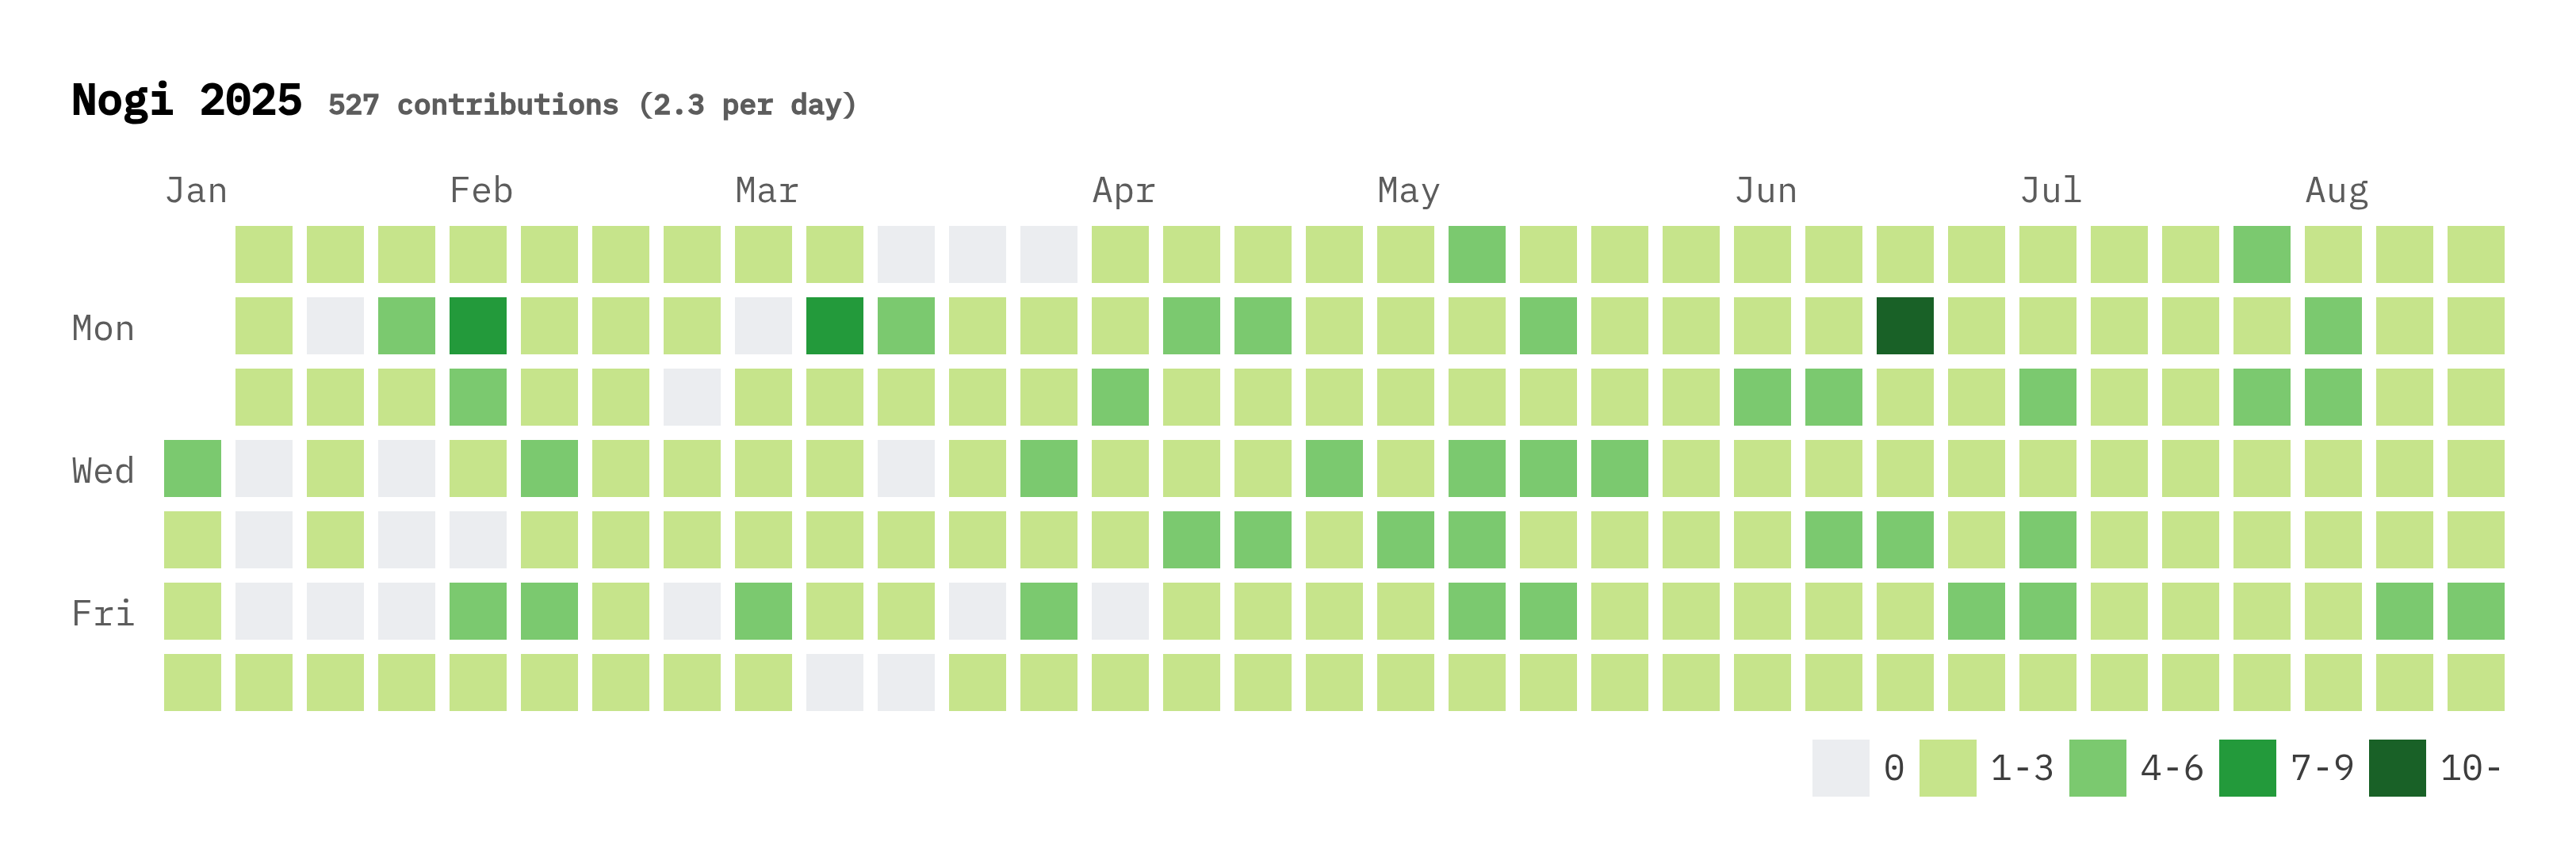 Nogi 2025 527 contributions (2.3 per day)
Jan Feb Mar Apr May Jun Jul Aug
Mon
Wed
Fri
0 1-3 4-6 7-9 10-